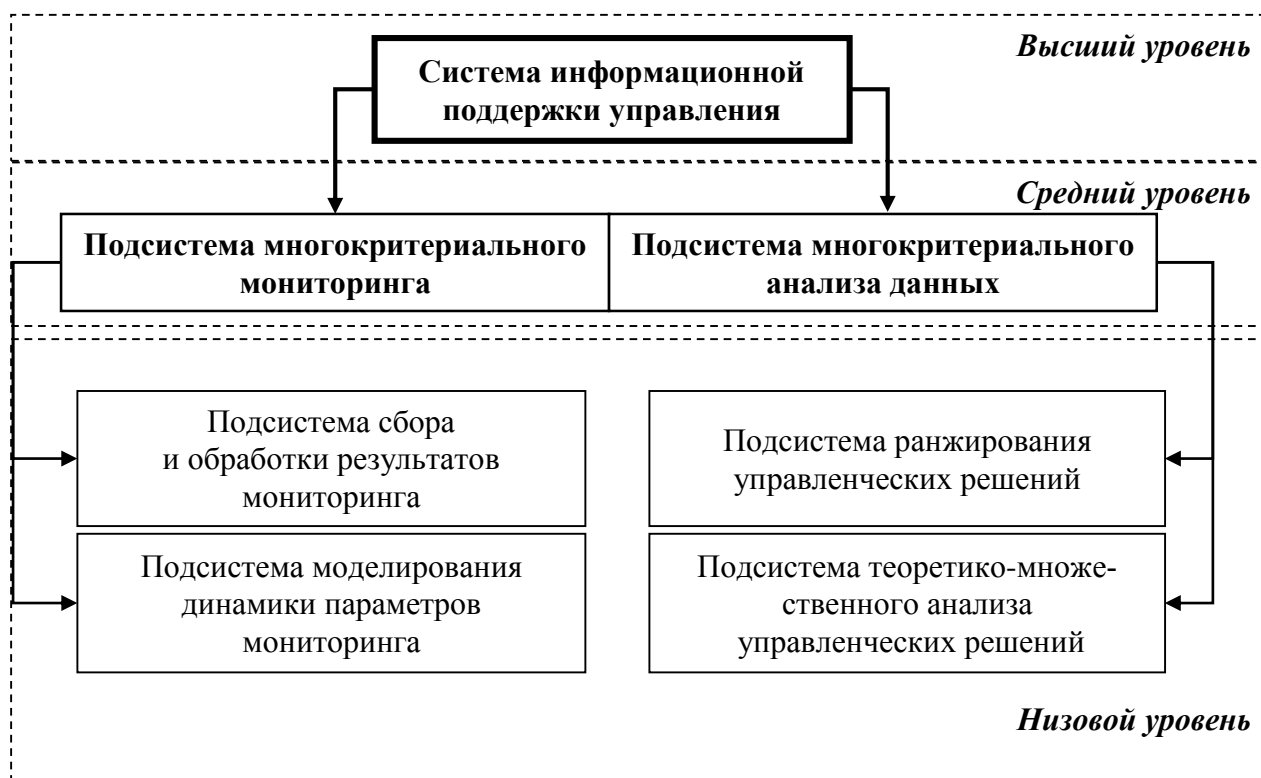 Высший уровень
Система информационной
поддержки управления
Средний уровень
Подсистема многокритериального
мониторинга
Подсистема многокритериального
анализа данных
Подсистема сбора
и обработки результатов
мониторинга
Подсистема ранжирования
управленческих решений
Подсистема моделирования
динамики параметров
мониторинга
Подсистема теоретико-множе-
ственного анализа
управленческих решений
Низовой уровень